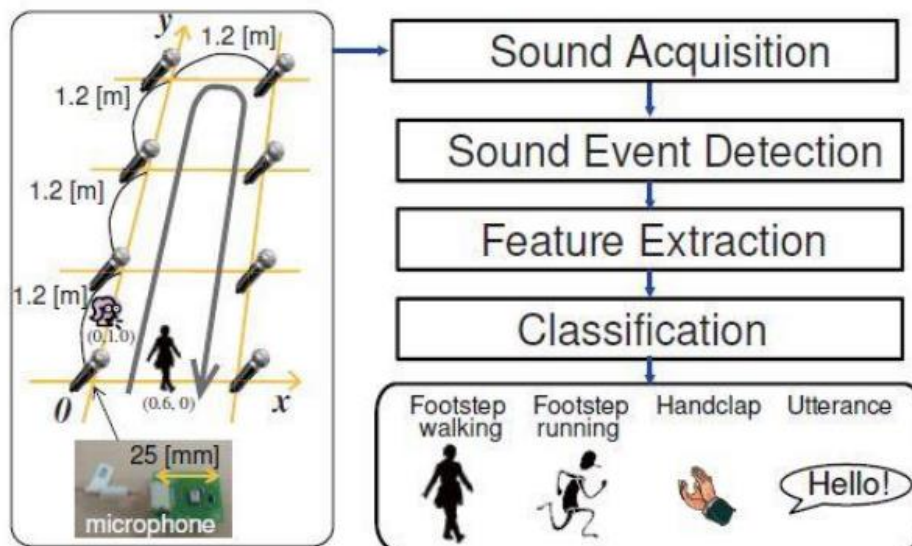 y
1.2 [m]
1.2 [m]
1.2 [m]
1.2 [m]
(0,1.0)
0
(0.6, 0)
x
25 [mm]
microphone
Sound Acquisition
Sound Event Detection
Feature Extraction
Classification
Footstep
walking
Footstep
running
Handclap
Utterance
Hello!